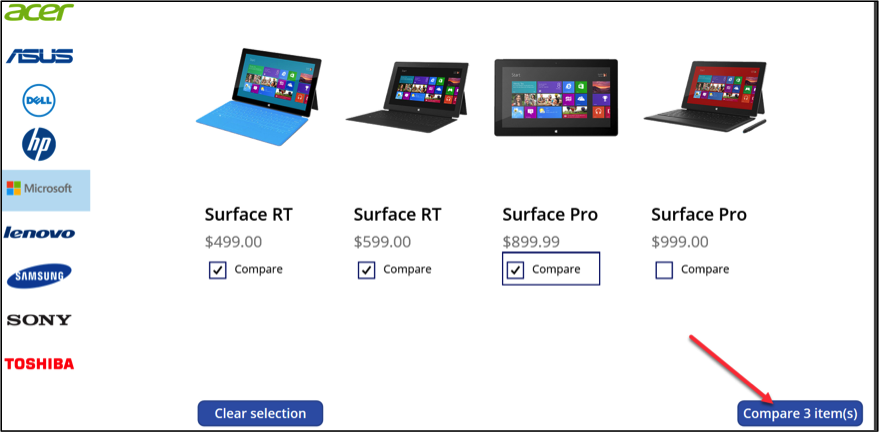 acer
ASUS
DELL
hp
Microsoft
lenovo
SAMSUNG
SONY
TOSHIBA
Surface RT
$499.00
Compare
Surface RT
$599.00
Compare
Surface Pro
$899.99
Compare
Surface Pro
$999.00
Compare
Clear selection
Compare 3 item(s)